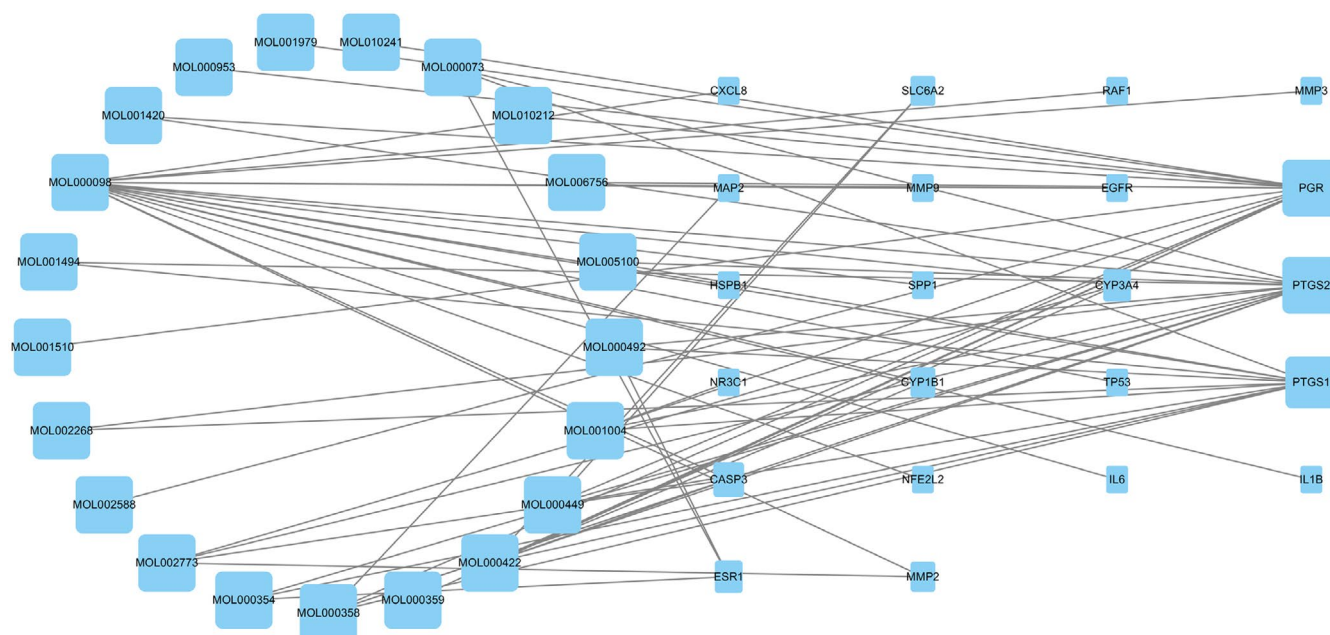 MOL001979
MOL010241
MOL000953
MOL000073
MOL001420
MOL010212
CXCL8
SLC6A2
RAF1
MMP3
MOL000098
MOL006756
MAP2
MMP9
EGFR
PGR
MOL001494
MOL005100
HSPB1
SPP1
CYP3A4
PTGS2
MOL001510
MOL000492
NR3C1
CYP1B1
TP53
PTGS1
MOL002268
MOL001004
MOL002588
MOL000449
CASP3
NFE2L2
IL6
IL1B
MOL002773
MOL000422
ESR1
MMP2
MOL000354
MOL000358
MOL000359